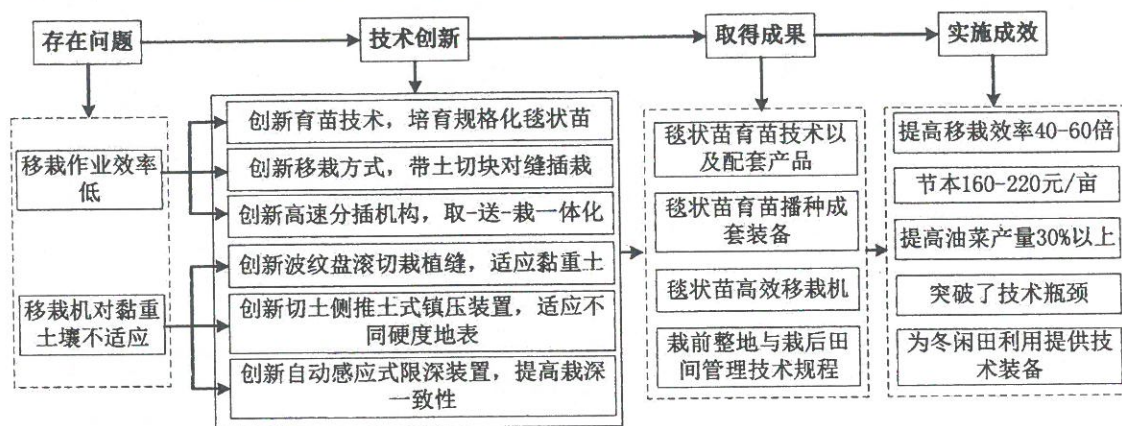 存在问题
技术创新
取得成果
实施成效
移栽作业效率
低
移栽机对黏重
土壤不适应
创新育苗技术，培育规格化毯状苗
创新移栽方式，带土切块对缝插栽
创新高速分插机构，取-送-栽一体化
创新波纹盘滚切栽植缝，适应黏重土
创新切土侧推土式镇压装置，适应不
同硬度地表
创新自动感应式限深装置，提高栽深
一致性
毯状苗育苗技术以
及配套产品
毯状苗育苗播种成
套装备
毯状苗高效移栽机
栽前整地与栽后田
间管理技术规程
提高移栽效率40-60倍
节本160-220元/亩
提高油菜产量30%以上
突破了技术瓶颈
为冬闲田利用提供技
术装备